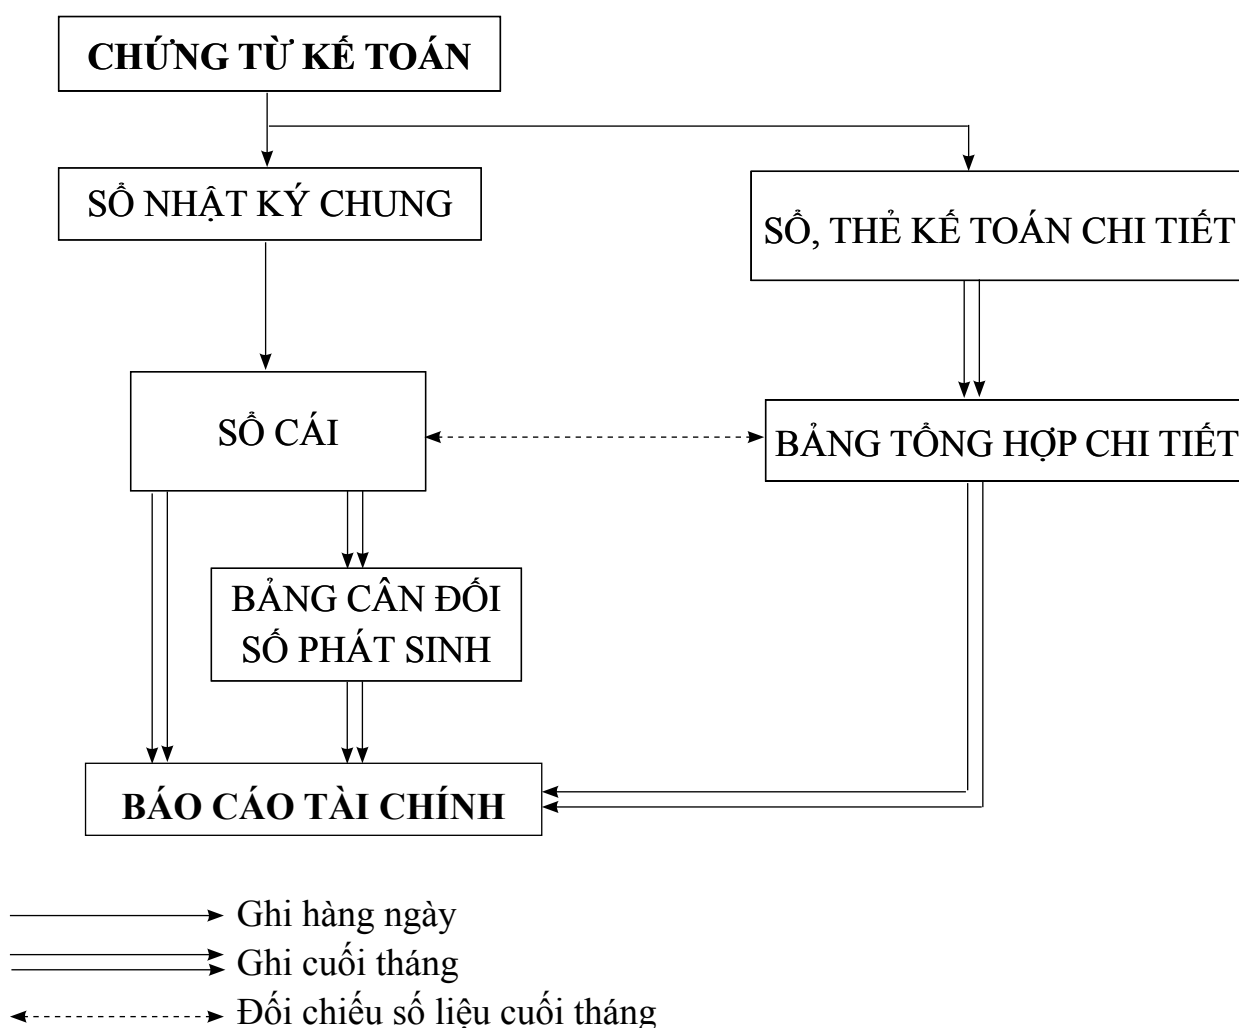 CHỨNG TỪ KẾ TOÁN
SỔ NHẬT KÝ CHUNG
SỔ, THẺ KẾ TOÁN CHI TIẾT
SỔ CÁI
BẢNG TỔNG HỢP CHI TIẾT
BẢNG CÂN ĐỐI
SỐ PHÁT SINH
BÁO CÁO TÀI CHÍNH
Ghi hàng ngày
Ghi cuối tháng
Đối chiếu số liệu cuối tháng